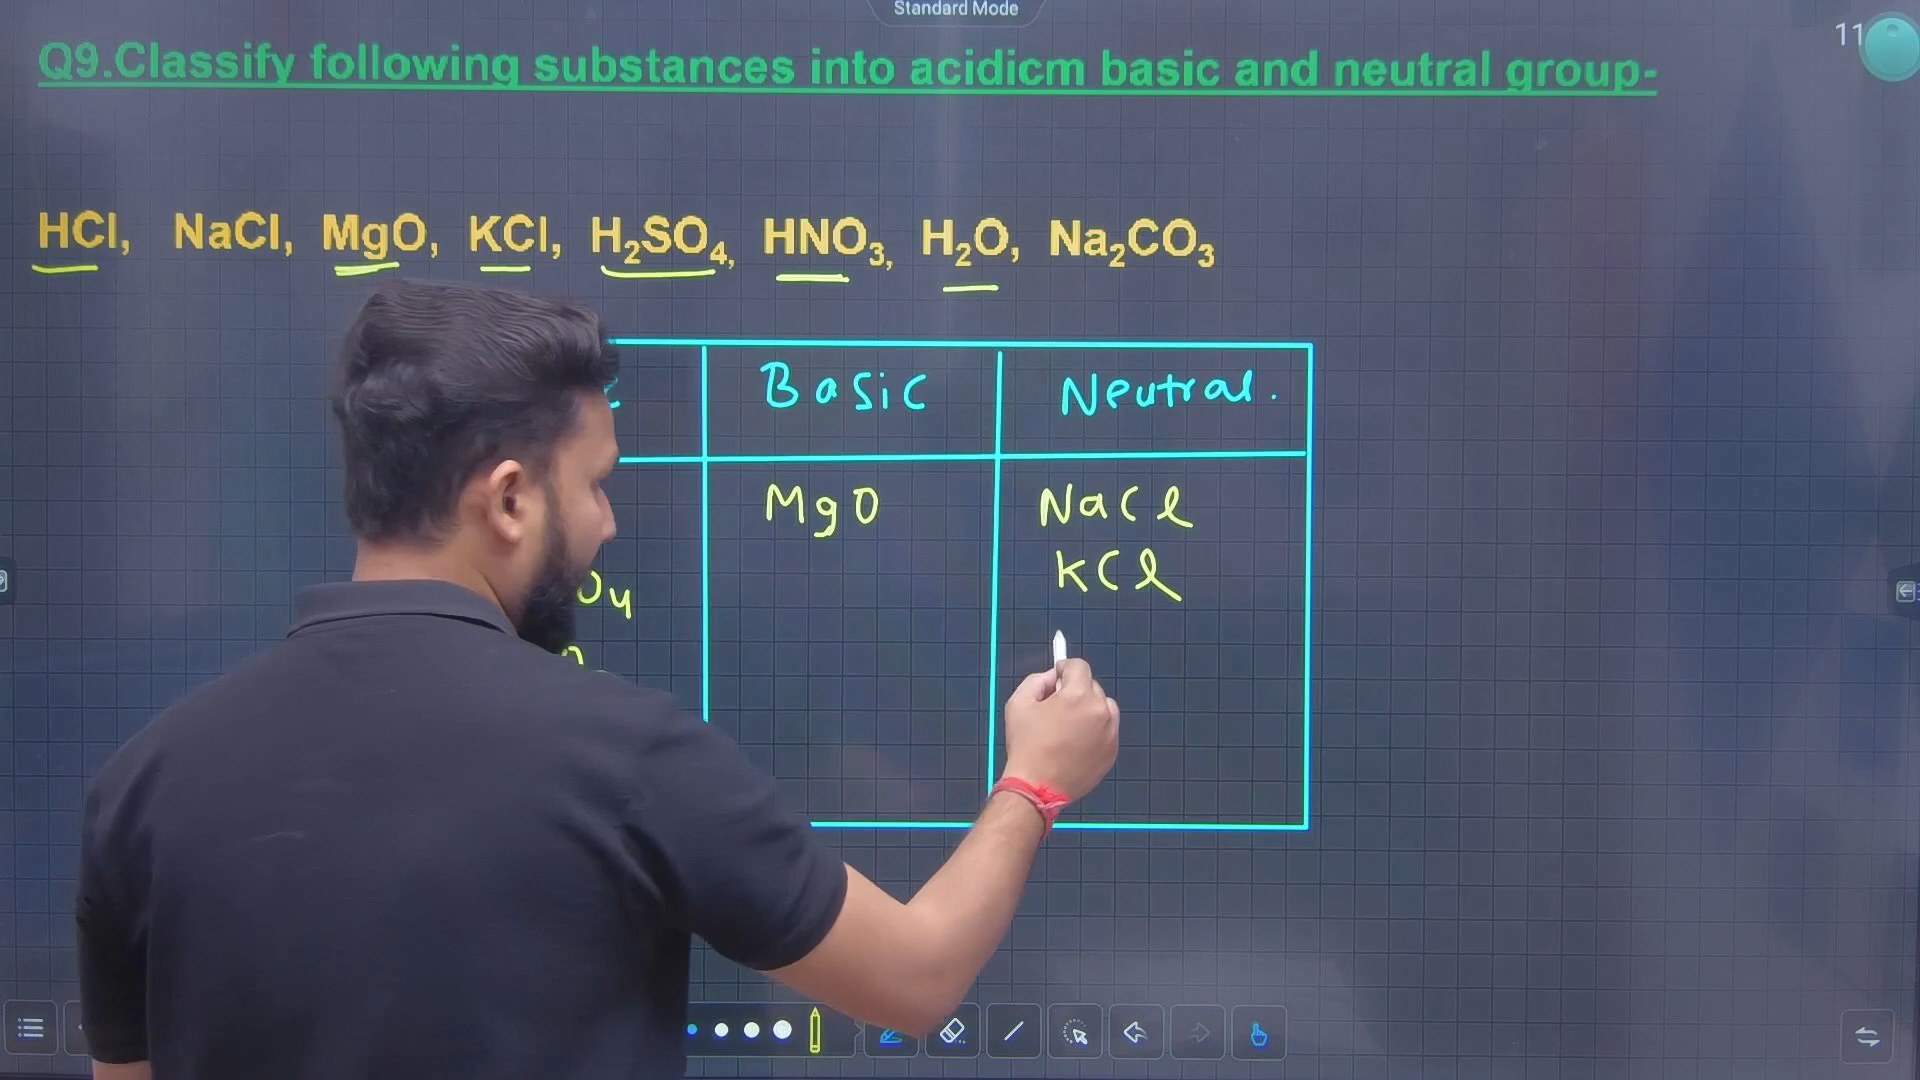 Standard Mode
11
Q9.Classify following substances into acidicm basic and neutral group-
HCl, NaCl, MgO, KCl, H₂SO₄, HNO₃, H₂O, Na₂CO₃
c Basic Neutral.
MgO NaCl
KCl
O4